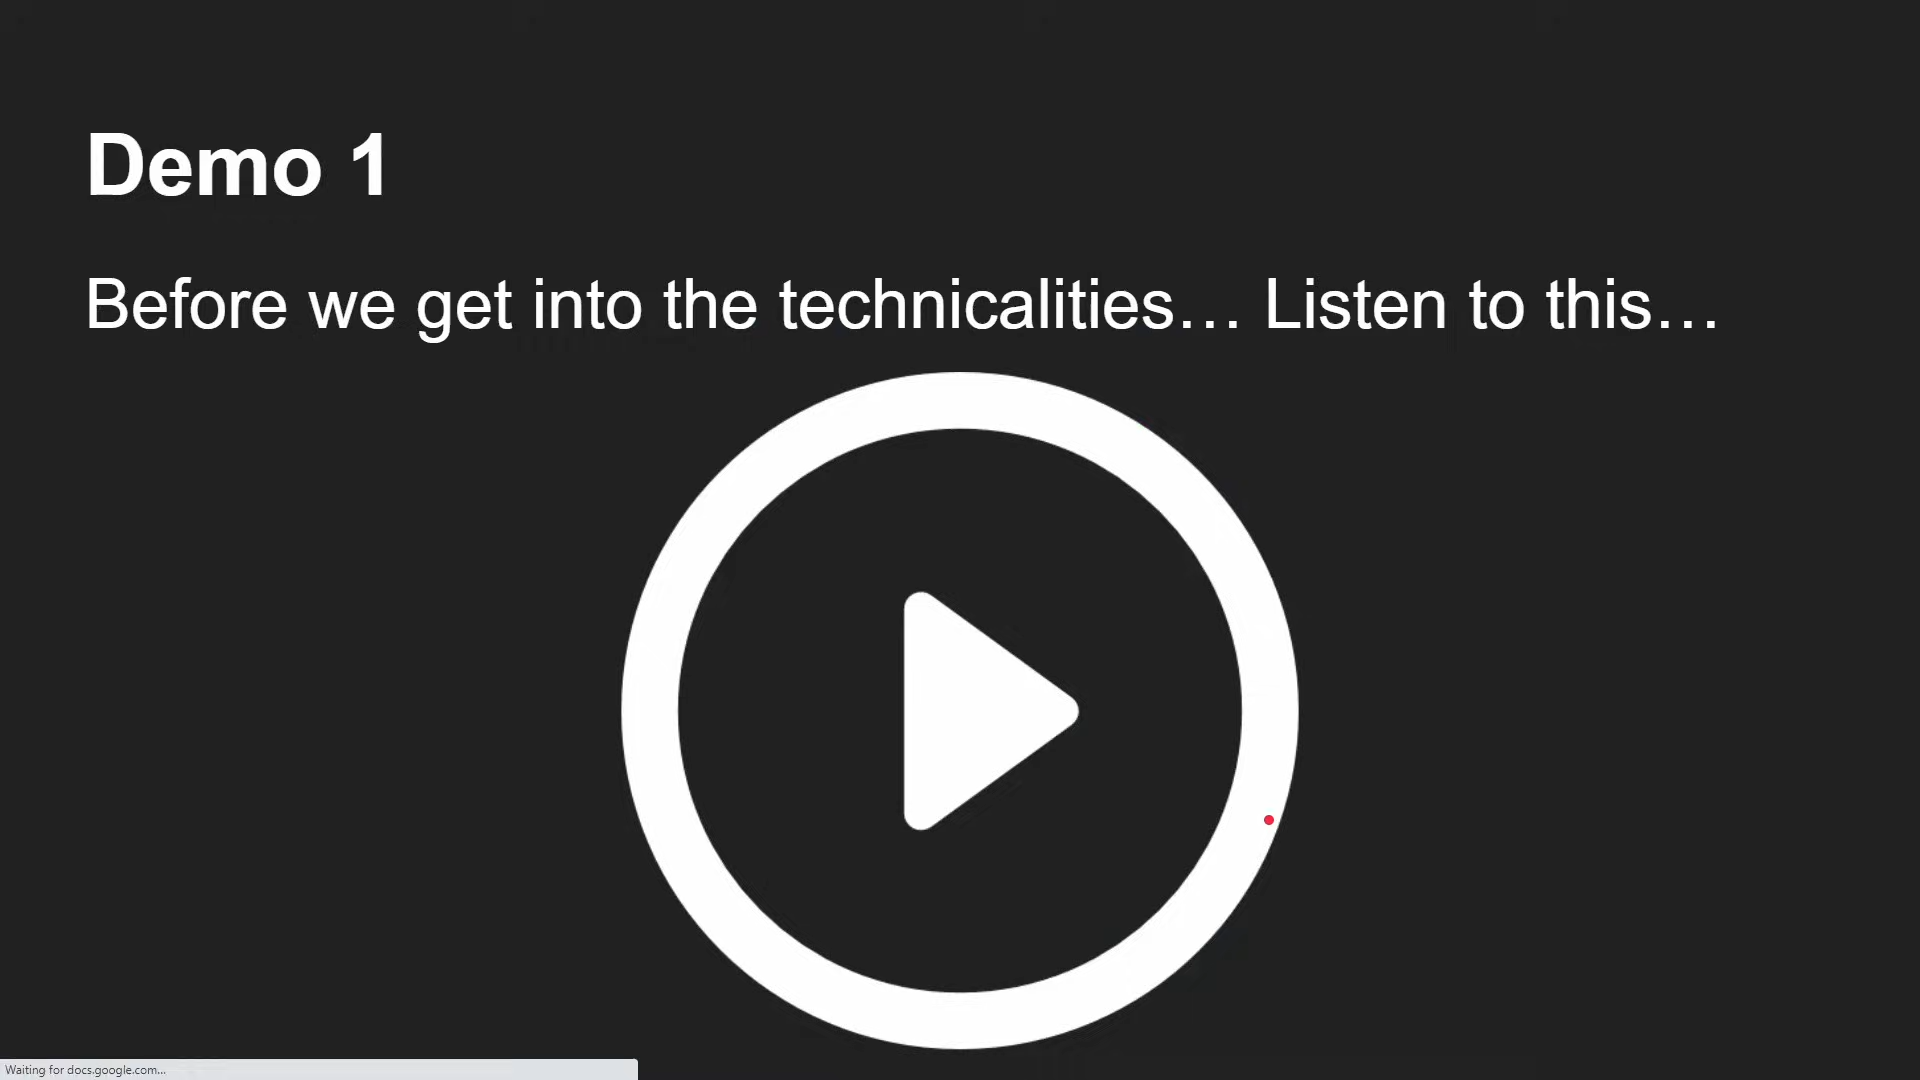 Demo 1
Before we get into the technicalities… Listen to this…
Waiting for docs.google.com...